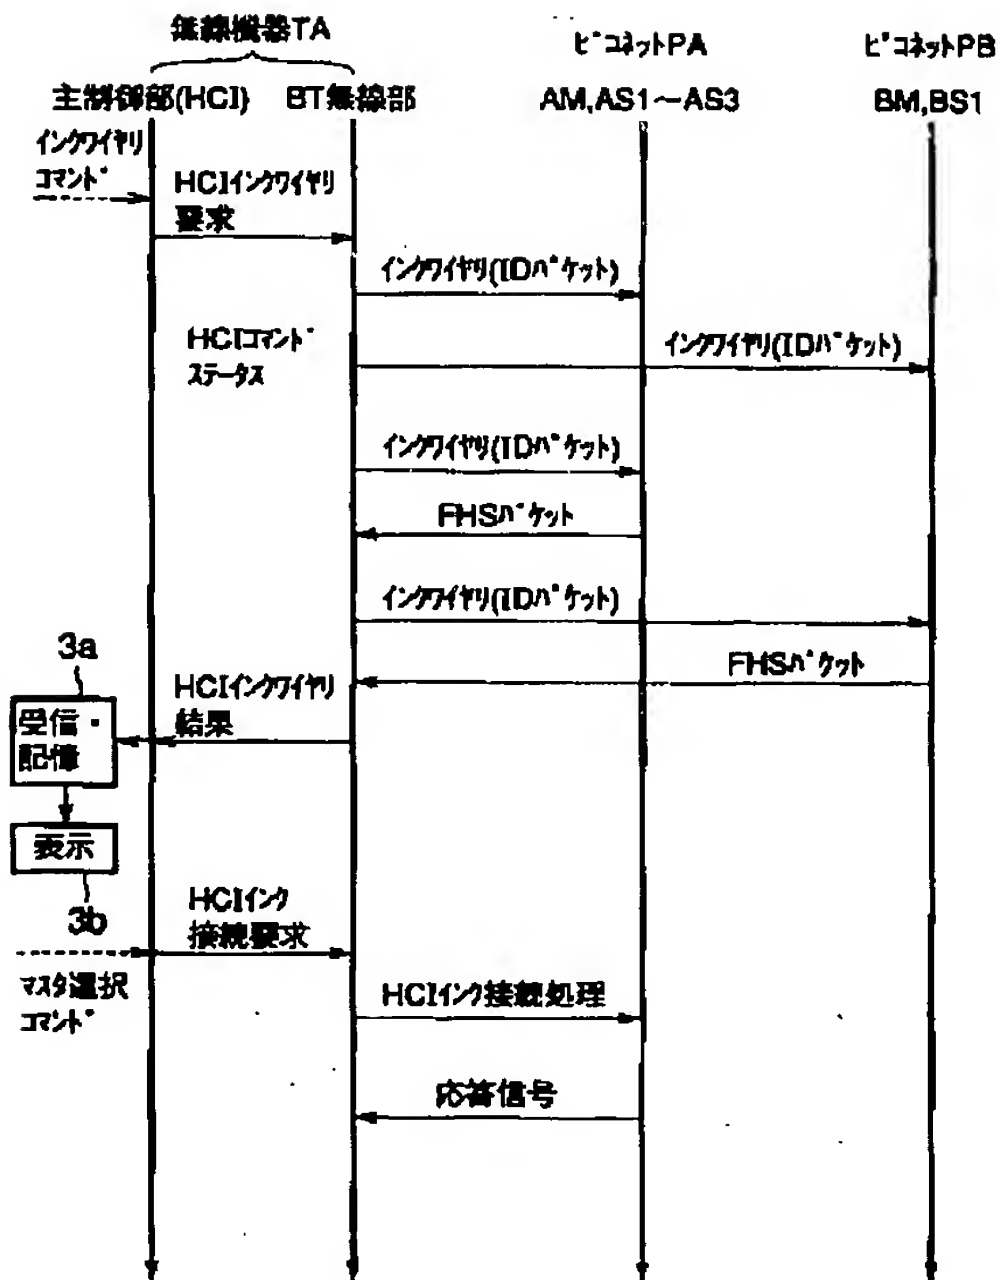 無線機器TA
ピコネットPA
ピコネットPB
主制御部(HCI)
BT無線部
AM,AS1～AS3
BM,BS1
インクワイヤリ
コマンド
HCIインクワイヤリ
要求
インクワイヤリ(IDパケット)
HCIコマンド
ステータス
インクワイヤリ(IDパケット)
インクワイヤリ(IDパケット)
FHSパケット
インクワイヤリ(IDパケット)
FHSパケット
3a
HCIインクワイヤリ
結果
受信・
記憶
表示
3b
HCIインク
接続要求
マスタ選択
コマンド
HCIインク接続処理
応答信号